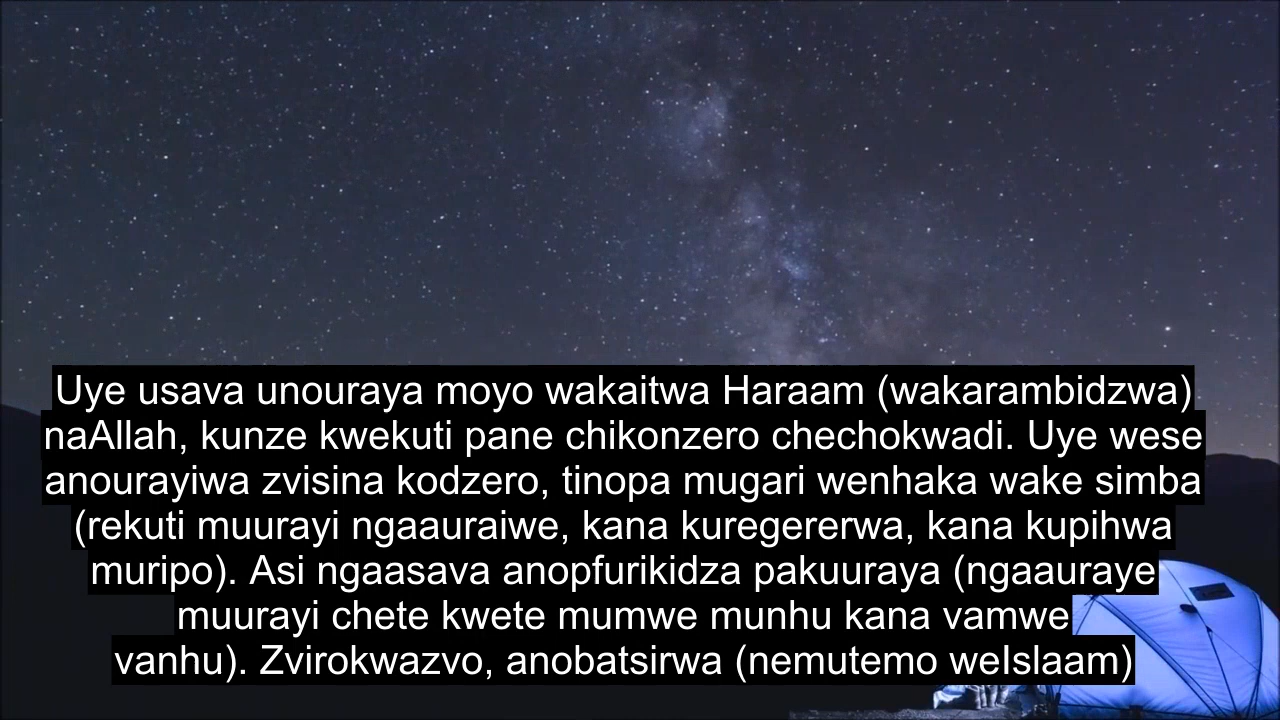 Uye usava unouraya moyo wakaitwa Haraam (wakarambidzwa)
naAllah, kunze kwekuti pane chikonzero chechokwadi. Uye wese
anourayiwa zvisina kodzero, tinopa mugari wenhaka wake simba
(rekuti muurayi ngaauraiwe, kana kuregererwa, kana kupihwa
muripo). Asi ngaasava anopfurikidza pakuuraya (ngaauraye
muurayi chete kwete mumwe munhu kana vamwe
vanhu). Zvirokwazvo, anobatsirwa (nemutemo weIslaam)